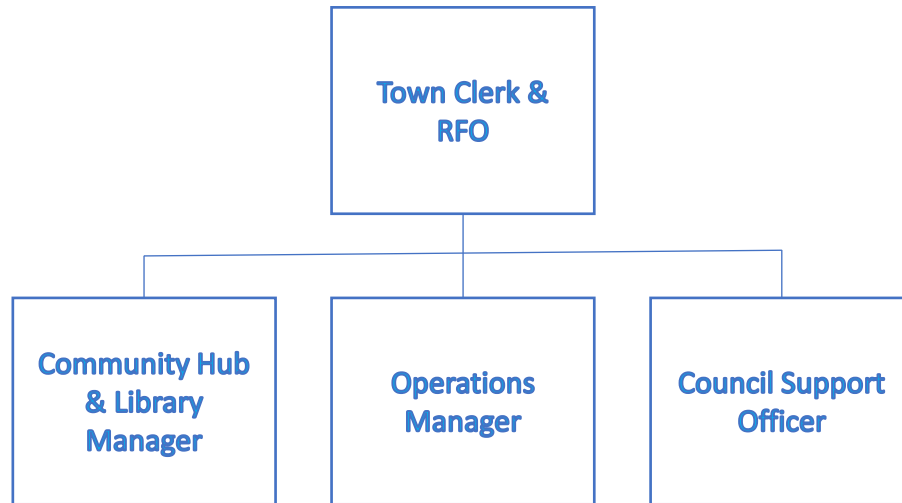 Town Clerk &
RFO
Community Hub
& Library
Manager
Operations
Manager
Council Support
Officer